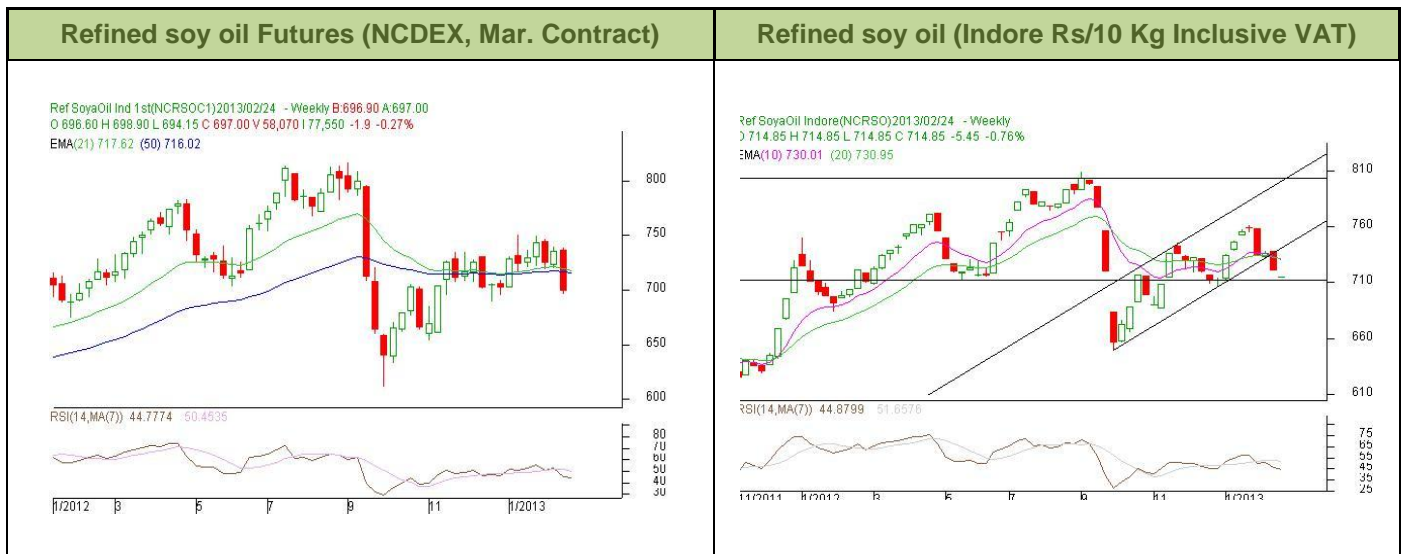 Refined soy oil Futures (NCDEX, Mar. Contract)
Ref SoyaOil Ind 1st(NCRSOC1)2013/02/24 - Weekly B:696.90 A:697.00
O 696.60 H 698.90 L 694.15 C 697.00 V 58,070 I 77,550 -1.9 -0.27%
EMA(21) 717.62 (50) 716.02
800
750
700
650
600
RSI(14,MA(7)) 44.7774 50.4535
80
70
60
50
40
30
1/2012 3 5 7 9 11 1/2013
Refined soy oil (Indore Rs/10 Kg Inclusive VAT)
Ref SoyaOil Indore(NCRSO)2013/02/24 - Weekly
O 714.85 H 714.85 L 714.85 C 714.85 -5.45 -0.76%
EMA(10) 730.01 (20) 730.95
810
760
710
660
610
RSI(14,MA(7)) 44.8799 51.6576
75
65
55
45
35
25
11/2011 1/2012 3 5 7 9 11 1/2013